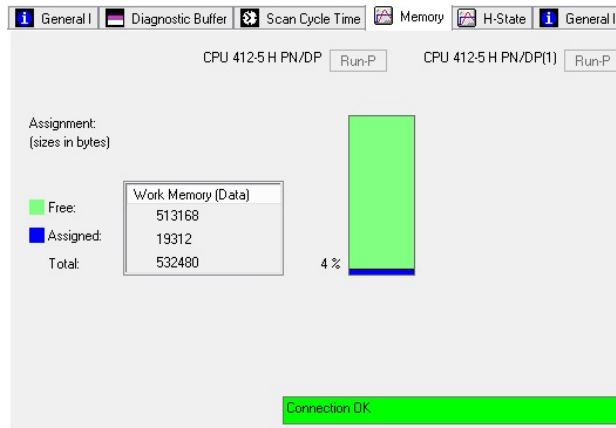 General I Diagnostic Buffer Scan Cycle Time Memory H-State General I
CPU 412-5 H PN/DP Run-P CPU 412-5 H PN/DP(1) Run-P
Assignment:
(sizes in bytes)
Work Memory (Data)
Free: 513168
Assigned: 19312
Total: 532480 4 %
Connection OK